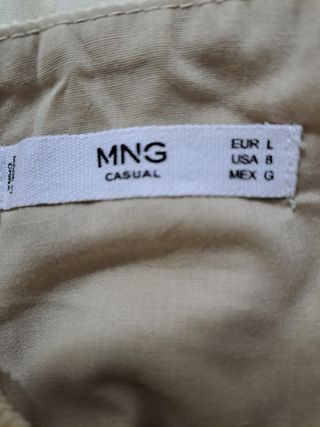 MNG
CASUAL
EUR L
USA 8
MEX G